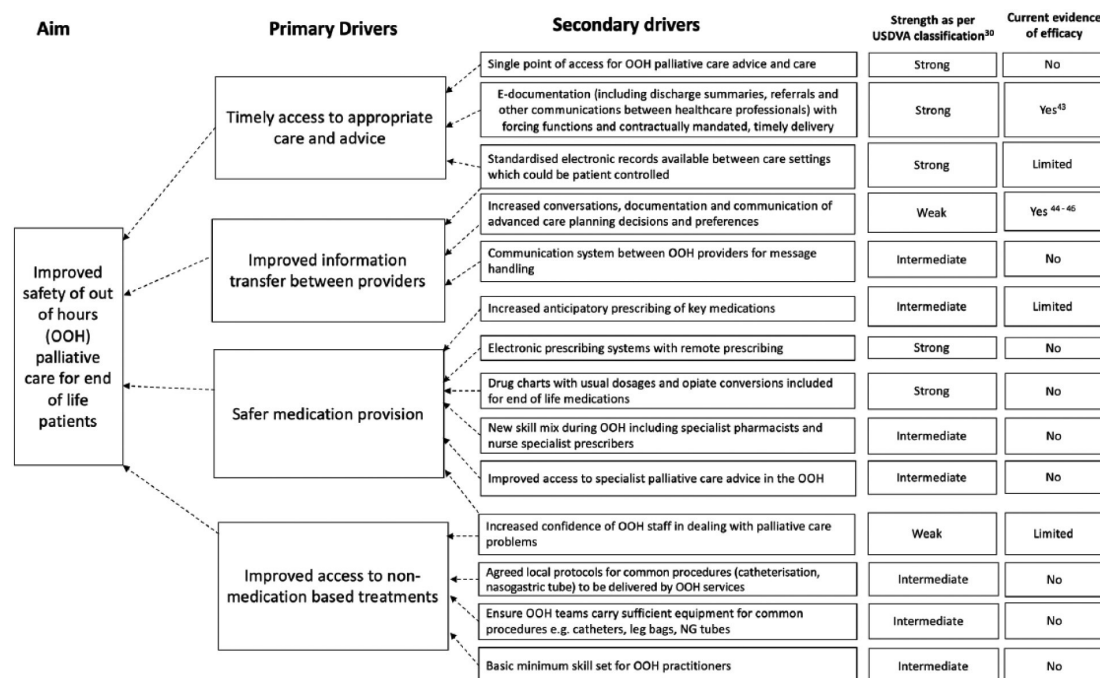 Aim
Primary Drivers
Secondary drivers
Strength as per
USDVA classification³⁰
Current evidence
of efficacy
Improved
safety of out
of hours
(OOH)
palliative
care for end
of life
patients
Timely access to appropriate
care and advice
Improved information
transfer between providers
Safer medication provision
Improved access to non-
medication based treatments
Single point of access for OOH palliative care advice and care
Strong
No
E-documentation (including discharge summaries, referrals and
other communications between healthcare professionals) with
forcing functions and contractually mandated, timely delivery
Strong
Yes⁴³
Standardised electronic records available between care settings
which could be patient controlled
Strong
Limited
Increased conversations, documentation and communication of
advanced care planning decisions and preferences
Weak
Yes ⁴⁴⁻⁴⁶
Communication system between OOH providers for message
handling
Intermediate
No
Increased anticipatory prescribing of key medications
Intermediate
Limited
Electronic prescribing systems with remote prescribing
Strong
No
Drug charts with usual dosages and opiate conversions included
for end of life medications
Strong
No
New skill mix during OOH including specialist pharmacists and
nurse specialist prescribers
Intermediate
No
Improved access to specialist palliative care advice in the OOH
Intermediate
No
Increased confidence of OOH staff in dealing with palliative care
problems
Weak
Limited
Agreed local protocols for common procedures (catheterisation,
nasogastric tube) to be delivered by OOH services
Intermediate
No
Ensure OOH teams carry sufficient equipment for common
procedures e.g. catheters, leg bags, NG tubes
Intermediate
No
Basic minimum skill set for OOH practitioners
Intermediate
No